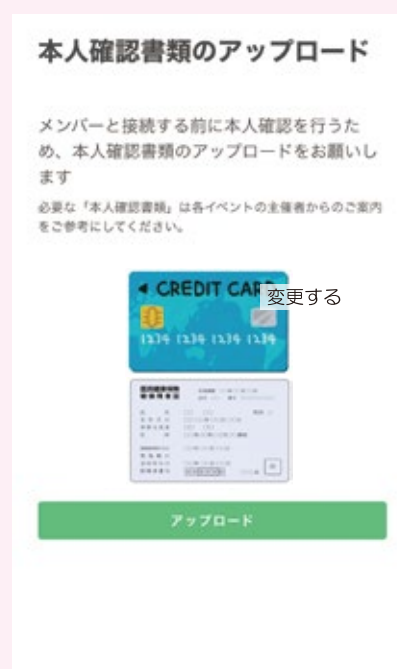 本人確認書類のアップロード
メンバーと接続する前に本人確認を行うた
め、本人確認書類のアップロードをお願いし
ます
必要な「本人確認書類」は各イベントの主催者からのご案内
をご参考にしてください。
CREDIT CARD
変更する
1234 1234 1234 1234
アップロード